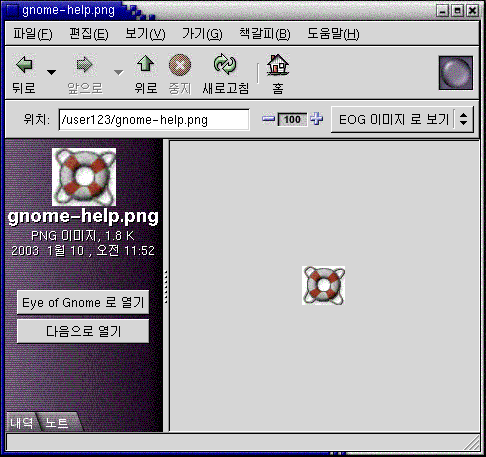 gnome-help.png
파일(F) 편집(E) 보기(V) 가기(G) 책갈피(B) 도움말(H)
뒤로 앞으로 위로 중지 새로고침 홈
위치: /user123/gnome-help.png 100 EOG 이미지 로 보기
gnome-help.png
PNG 이미지, 1.8 K
2003 1월 10 , 오전 11:52
Eye of Gnome 로 열기
다음으로 열기
내역 노트